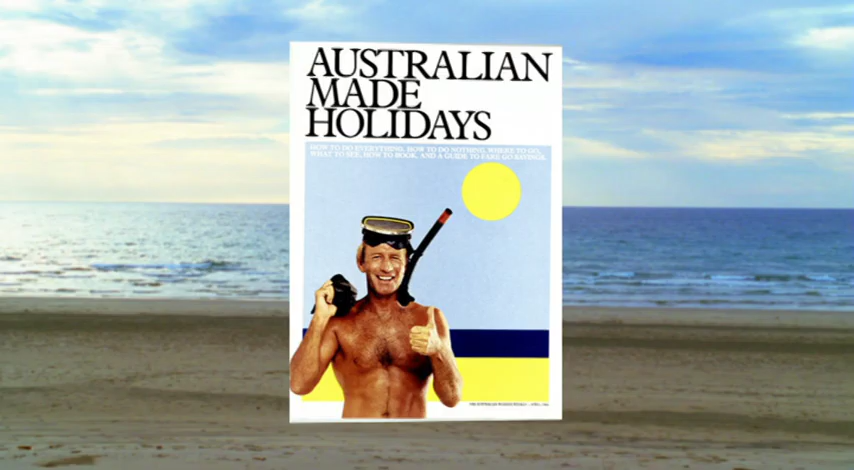 AUSTRALIAN
MADE
HOLIDAYS
HOW TO DO EVERYTHING, HOW TO DO NOTHING, WHERE TO GO,
WHAT TO SEE, HOW TO BOOK, AND A GUIDE TO FARE GO SAVINGS.